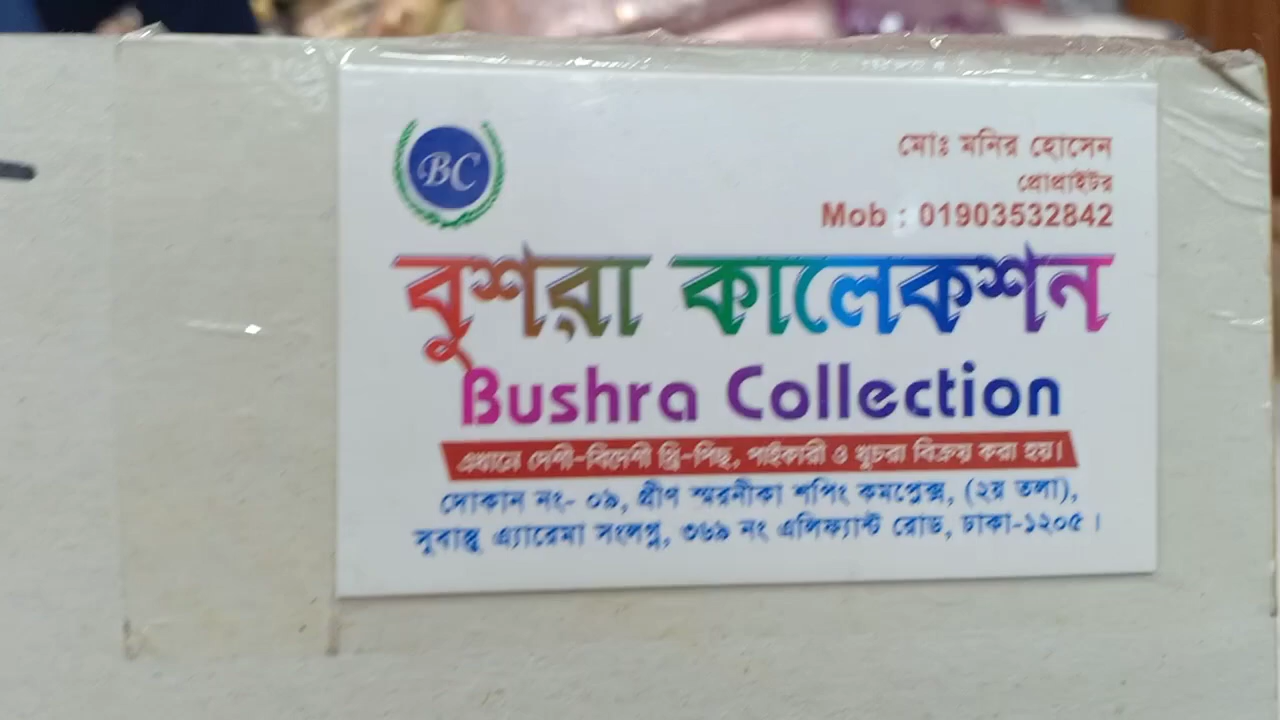 BC
মোঃ মনির হোসেন
প্রোপ্রাইটর
Mob : 01903532842
বুশরা কালেকশন
Bushra Collection
এখানে দেশী-বিদেশী থ্রি-পিছ, পাইকারী ও খুচরা বিক্রয় করা হয়।
দোকান নং- ০৯, গ্রীণ স্মরনীকা শপিং কমপ্লেক্স, (২য় তলা),
সুবাস্তু এ্যারোমা সংলগ্ন, ৩৬৯ নং এলিফ্যান্ট রোড, ঢাকা-১২০৫।